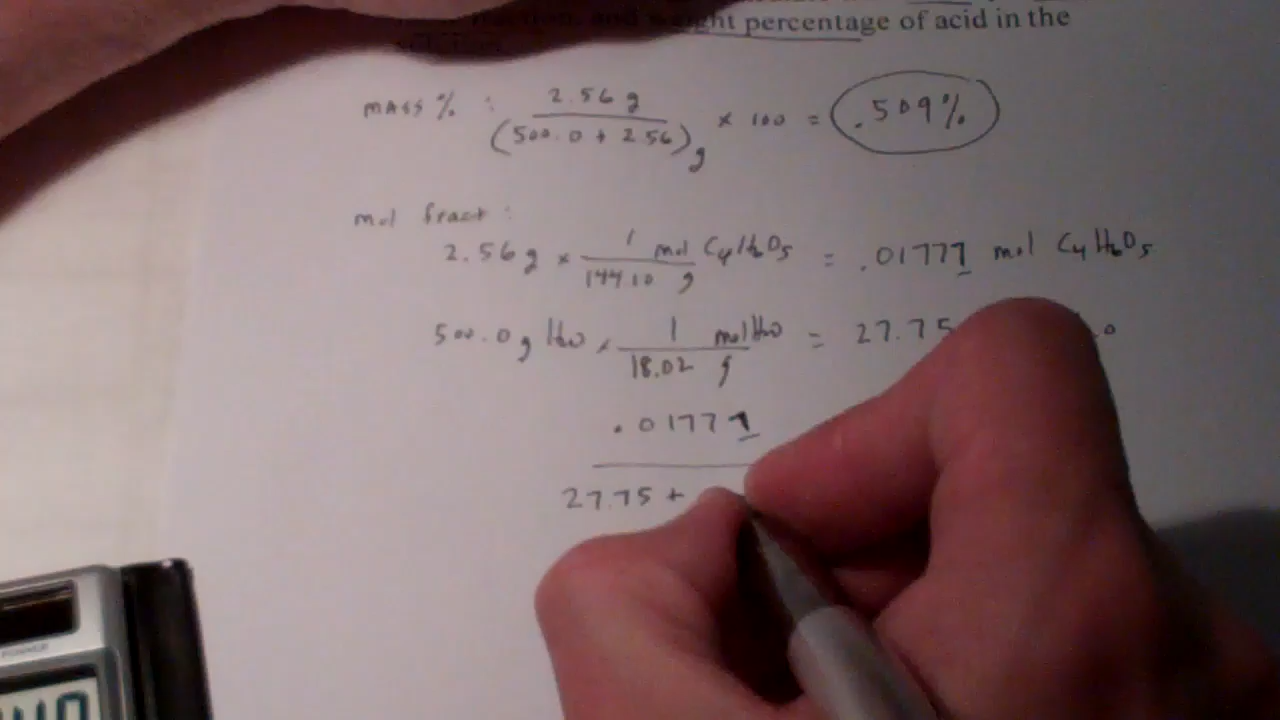 and weight percentage of acid in the
MASS % : 2.56 g / (500.0 + 2.56) g × 100 = .509%
mol fract :
2.56 g × 1 mol C4H6O5 / 144.10 g = .01777 mol C4H6O5
500.0 g H2O × 1 mol H2O / 18.02 g = 27.75
.01777
27.75 +